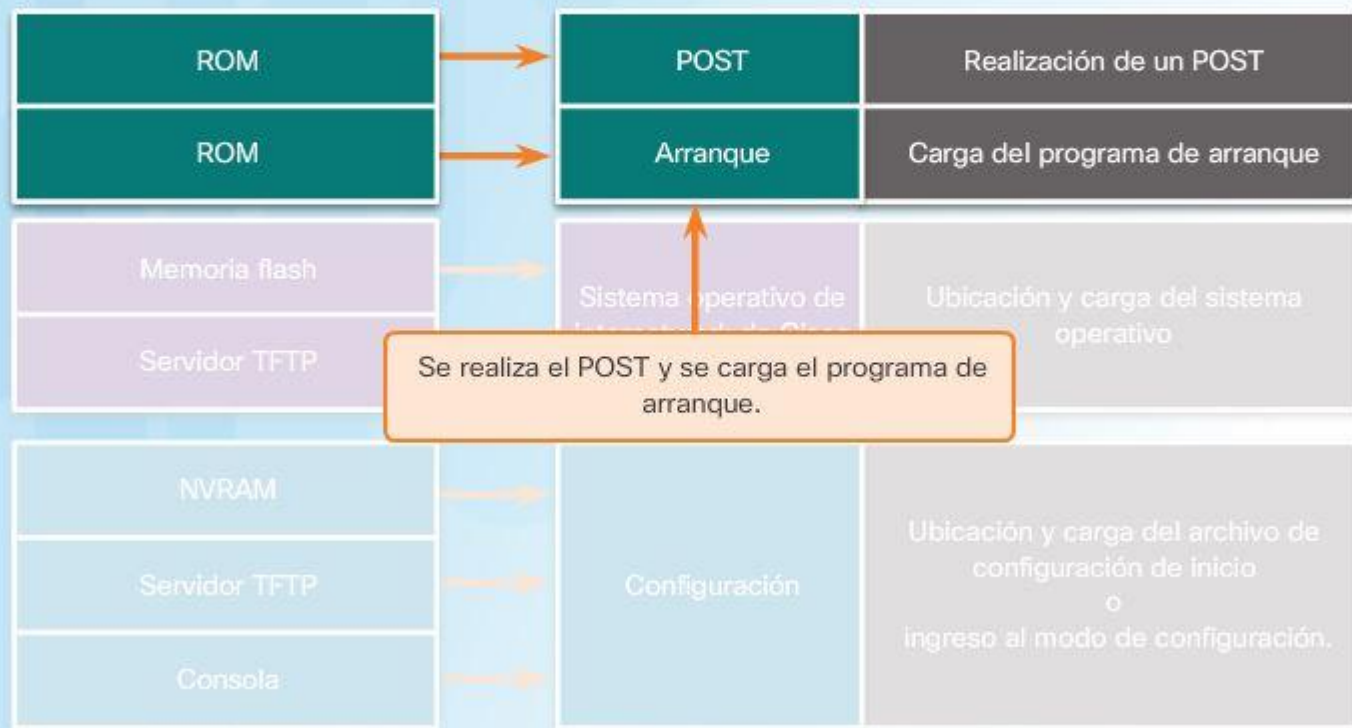 ROM
POST
Realización de un POST
ROM
Arranque
Carga del programa de arranque
Memoria flash
Servidor TFTP
Sistema operativo de
Ubicación y carga del sistema
operativo
Se realiza el POST y se carga el programa de
arranque.
NVRAM
Servidor TFTP
Consola
Configuración
Ubicación y carga del archivo de
configuración de inicio
o
ingreso al modo de configuración.